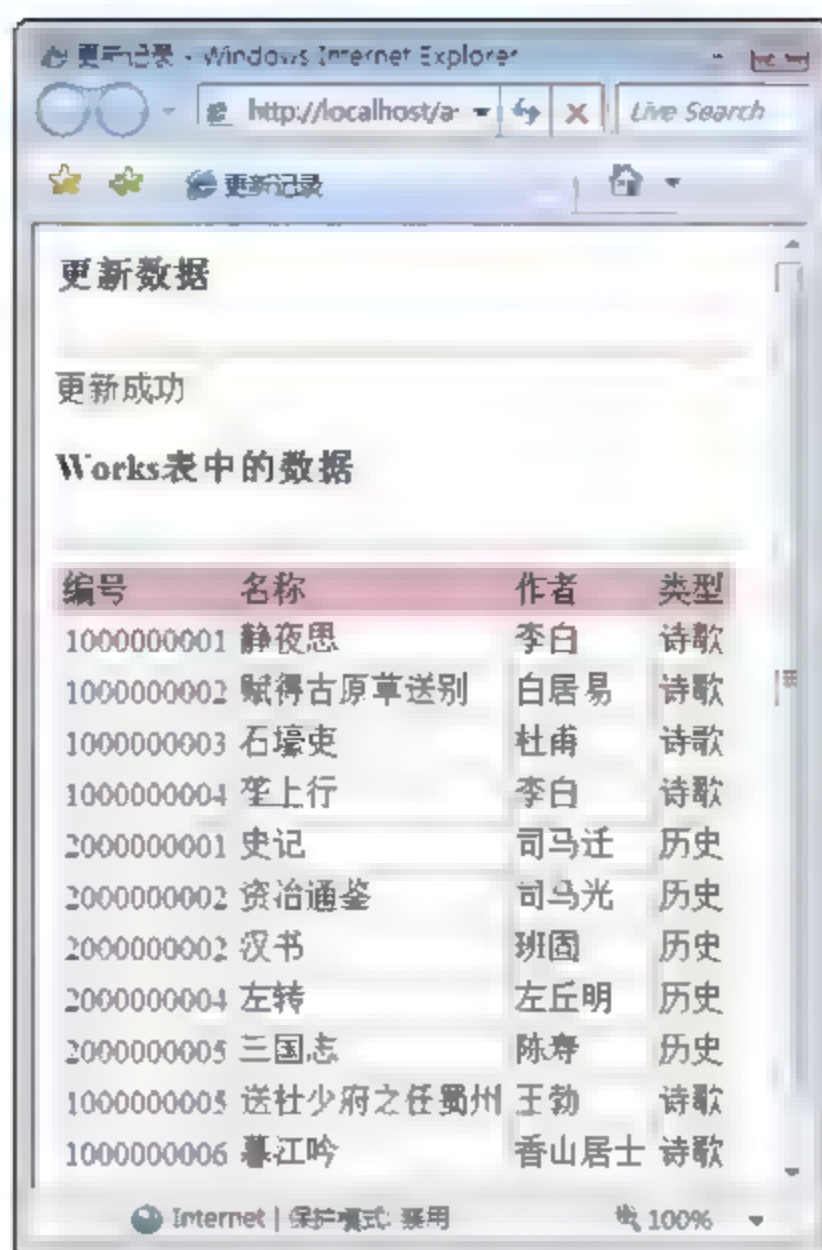 更新记录 - Windows Internet Explorer
http://localhost/a
Live Search
更新记录
更新数据
更新成功
Works表中的数据
编号 名称 作者 类型
1000000001 静夜思 李白 诗歌
1000000002 赋得古原草送别 白居易 诗歌
1000000003 石壕吏 杜甫 诗歌
1000000004 垄上行 李白 诗歌
2000000001 史记 司马迁 历史
2000000002 资治通鉴 司马光 历史
2000000002 汉书 班固 历史
2000000004 左转 左丘明 历史
2000000005 三国志 陈寿 历史
1000000005 送杜少府之任蜀州 王勃 诗歌
1000000006 暮江吟 香山居士 诗歌
Internet | 保护模式: 禁用 100%